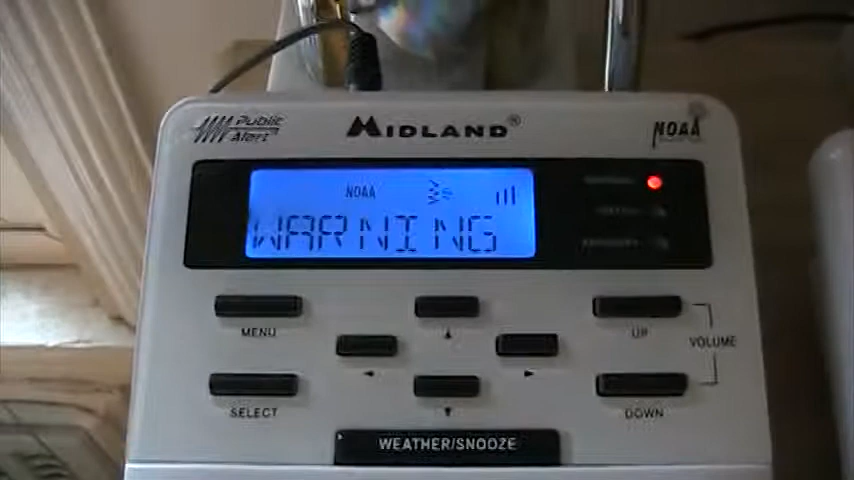 Public Alert
MIDLAND®
NOAA
NOAA
WARNING
MENU
UP
VOLUME
SELECT
DOWN
WEATHER/SNOOZE